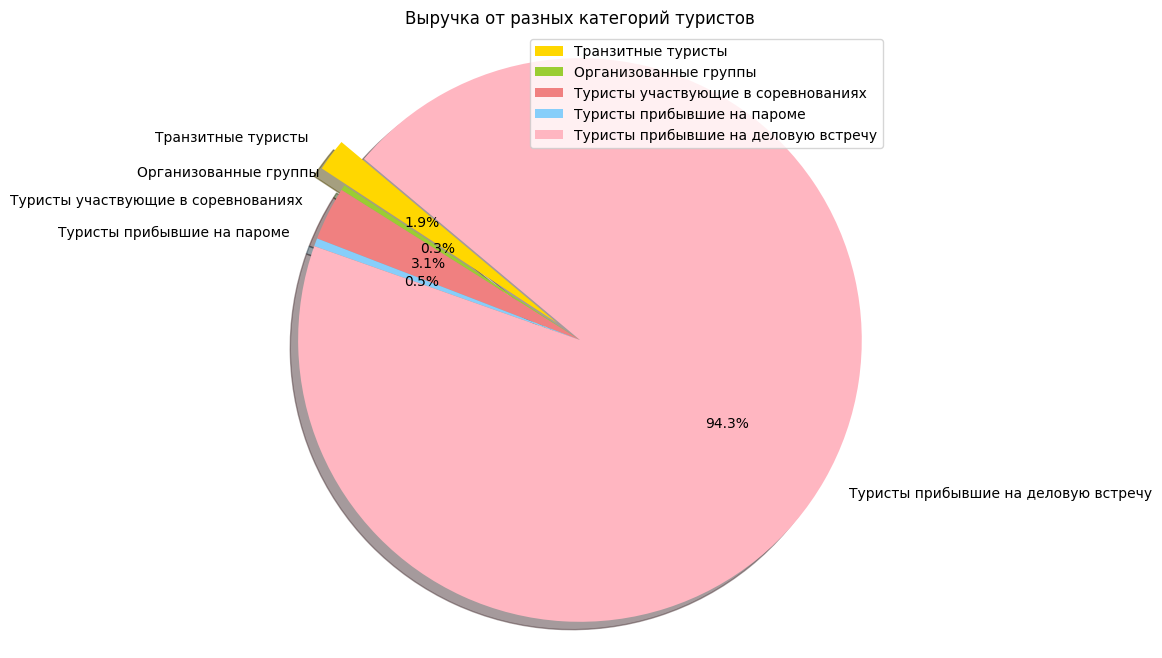 Выручка от разных категорий туристов
Транзитные туристы
Организованные группы
Туристы участвующие в соревнованиях
Туристы прибывшие на пароме
Туристы прибывшие на деловую встречу
Транзитные туристы
Организованные группы
Туристы участвующие в соревнованиях
Туристы прибывшие на пароме
1.9%
0.3%
3.1%
0.5%
94.3%
Туристы прибывшие на деловую встречу